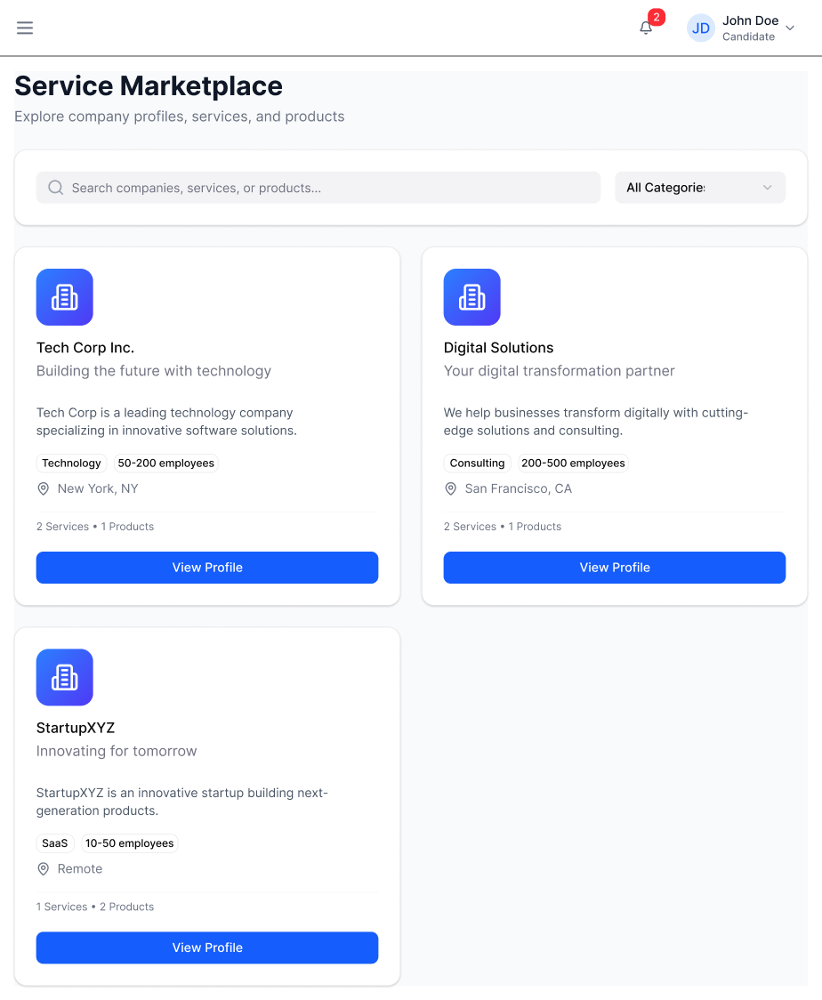 2
JD
John Doe
Candidate
Service Marketplace
Explore company profiles, services, and products
Search companies, services, or products...
All Categories
Tech Corp Inc.
Building the future with technology
Tech Corp is a leading technology company
specializing in innovative software solutions.
Technology
50-200 employees
New York, NY
2 Services • 1 Products
View Profile
Digital Solutions
Your digital transformation partner
We help businesses transform digitally with cutting-
edge solutions and consulting.
Consulting
200-500 employees
San Francisco, CA
2 Services • 1 Products
View Profile
StartupXYZ
Innovating for tomorrow
StartupXYZ is an innovative startup building next-
generation products.
SaaS
10-50 employees
Remote
1 Services • 2 Products
View Profile